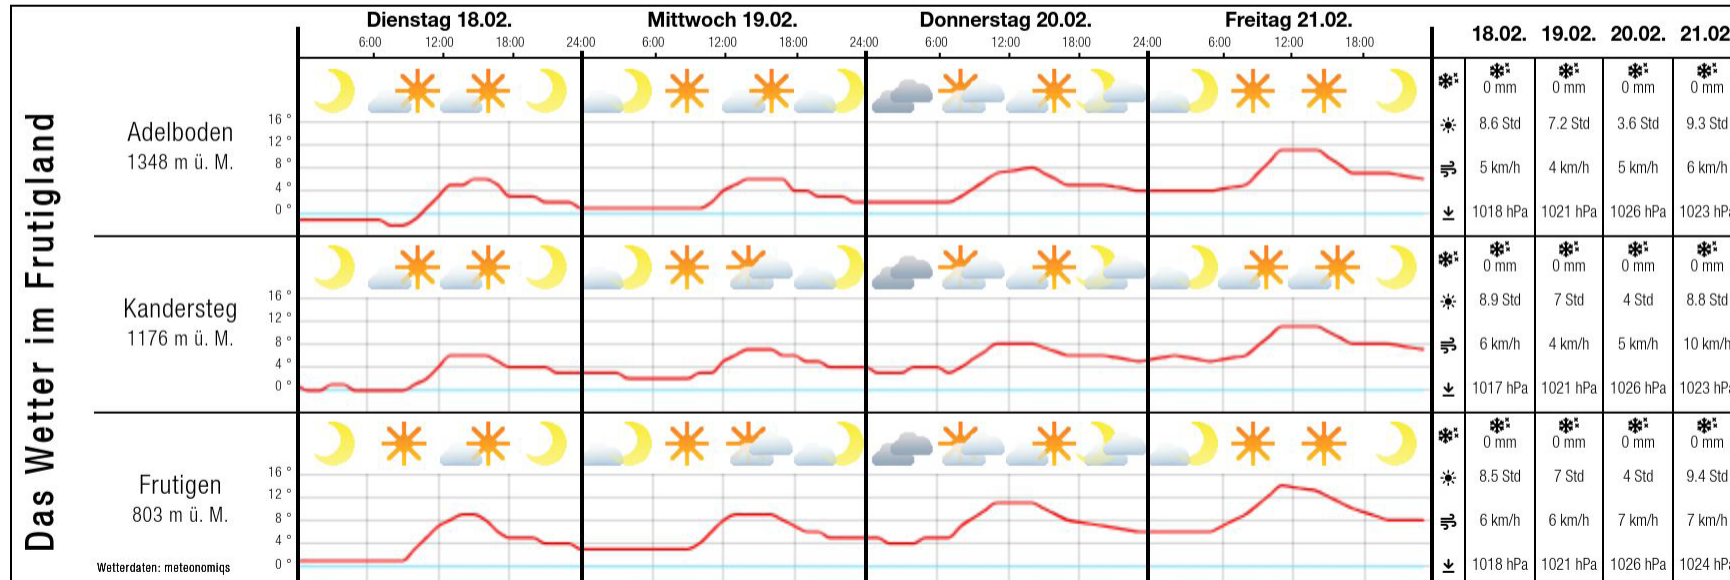 Das Wetter im Frutigland
Dienstag 18.02. Mittwoch 19.02. Donnerstag 20.02. Freitag 21.02.
6:00 12:00 18:00 24:00 6:00 12:00 18:00 24:00 6:00 12:00 18:00 24:00 6:00 12:00 18:00
18.02. 19.02. 20.02. 21.02
Adelboden
1348 m ü. M.
16 °
12 °
8 °
4 °
0 °
0 mm 0 mm 0 mm 0 mm
8.6 Std 7.2 Std 3.6 Std 9.3 Std
5 km/h 4 km/h 5 km/h 6 km/h
1018 hPa 1021 hPa 1026 hPa 1023 hPa
Kandersteg
1176 m ü. M.
16 °
12 °
8 °
4 °
0 °
0 mm 0 mm 0 mm 0 mm
8.9 Std 7 Std 4 Std 8.8 Std
6 km/h 4 km/h 5 km/h 10 km/h
1017 hPa 1021 hPa 1026 hPa 1023 hPa
Frutigen
803 m ü. M.
16 °
12 °
8 °
4 °
0 °
0 mm 0 mm 0 mm 0 mm
8.5 Std 7 Std 4 Std 9.4 Std
6 km/h 6 km/h 7 km/h 7 km/h
1018 hPa 1021 hPa 1026 hPa 1024 hPa
Wetterdaten: meteonomiqs